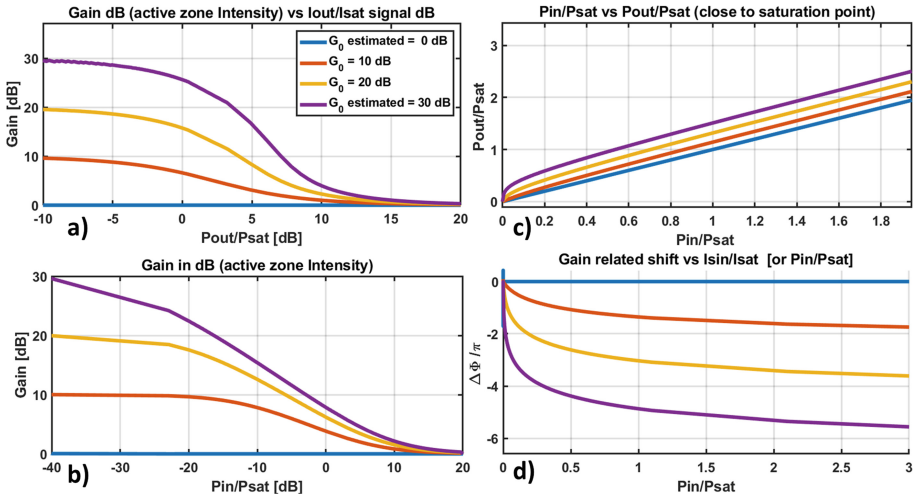 Gain dB (active zone Intensity) vs Iout/Isat signal dB
Gain [dB]
30
20
10
0
G0 estimated = 0 dB
G0 = 10 dB
G0 = 20 dB
G0 estimated = 30 dB
-10
-5
0
5
10
15
20
a)
Pout/Psat [dB]
Pin/Psat vs Pout/Psat (close to saturation point)
Pout/Psat
3
2
1
0
0
0.2
0.4
0.6
0.8
1
1.2
1.4
1.6
1.8
c)
Pin/Psat
Gain in dB (active zone Intensity)
Gain [dB]
30
20
10
0
-40
-30
-20
-10
0
10
20
b)
Pin/Psat [dB]
Gain related shift vs Isin/Isat [or Pin/Psat]
ΔΦ/π
0
-2
-4
-6
0
0.5
1
1.5
2
2.5
3
d)
Pin/Psat